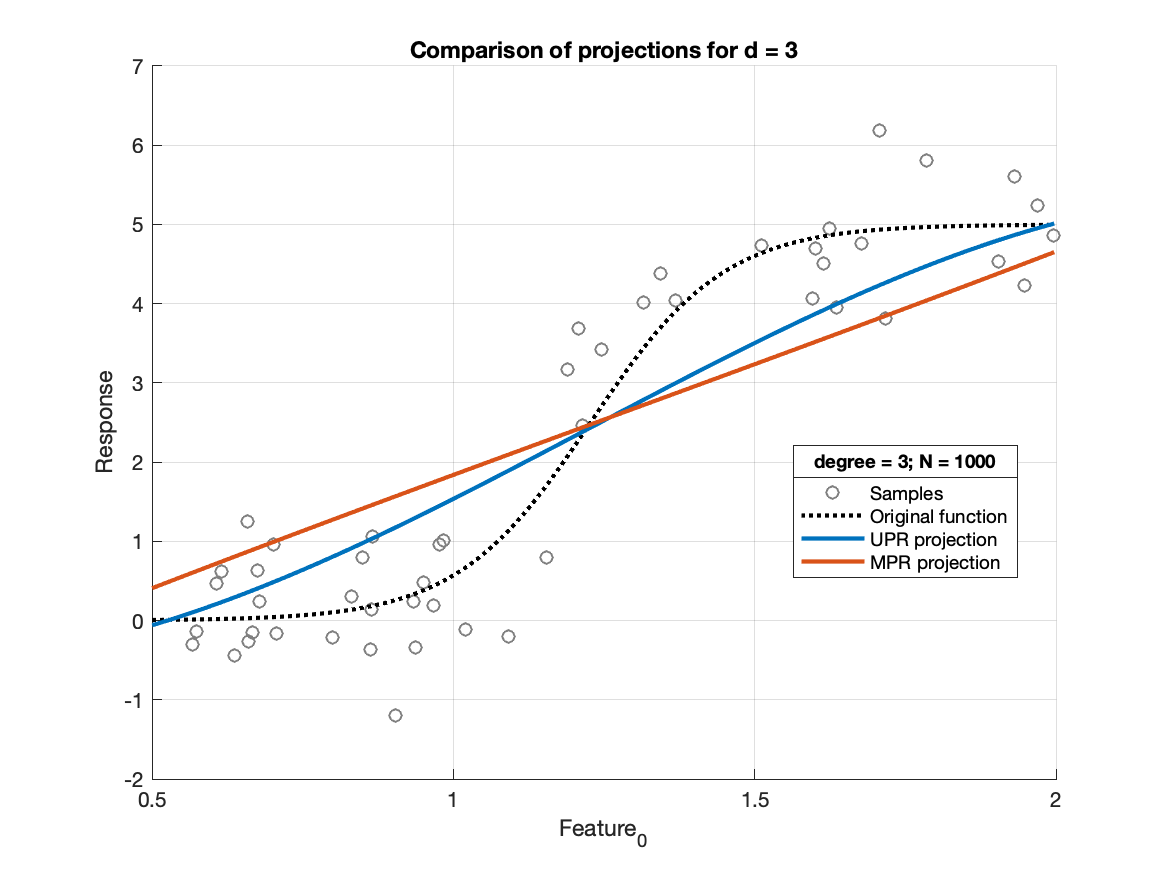 Comparison of projections for d = 3
7
6
5
4
3
2
1
0
-1
-2
Response
0.5
1
1.5
2
Feature0
degree = 3; N = 1000
Samples
Original function
UPR projection
MPR projection